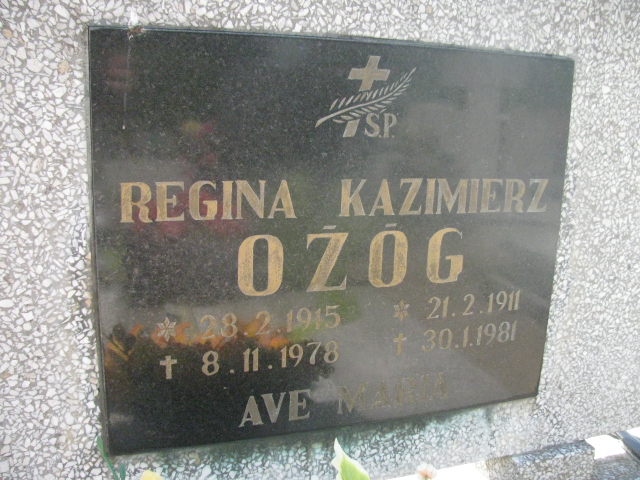 Ś.P.
REGINA KAZIMIERZ
OŻÓG
* 28.2.1915 * 21.2.1911
✝ 8.11.1978 ✝ 30.1.1981
AVE MARIA